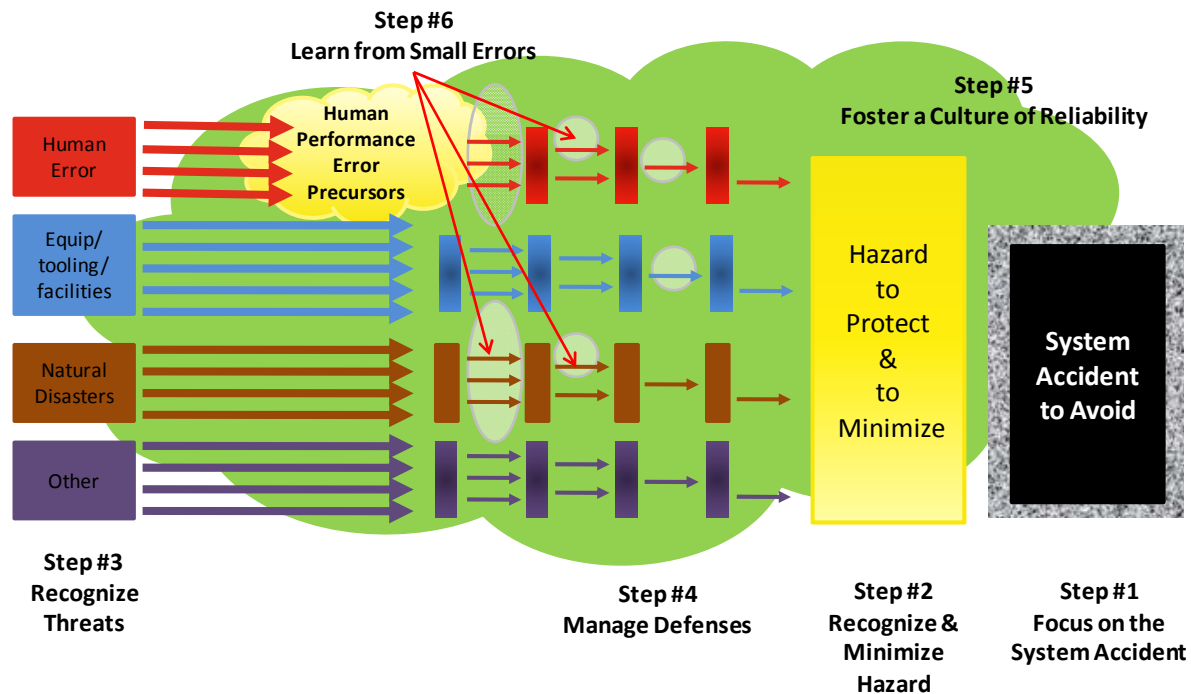 Step #6
Learn from Small Errors
Step #5
Foster a Culture of Reliability
Human
Error
Human
Performance
Error
Precursors
Equip/
tooling/
facilities
Natural
Disasters
Other
Hazard
to
Protect
&
to
Minimize
System
Accident
to Avoid
Step #3
Recognize
Threats
Step #4
Manage Defenses
Step #2
Recognize &
Minimize
Hazard
Step #1
Focus on the
System Accident